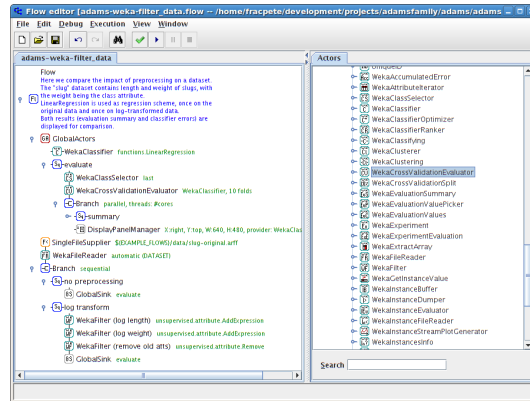 Flow editor [adams-weka-filter_data.flow -- /home/fracpete/development/projects/adamsfamily/adams/adams
File Edit Debug Execution View Window
adams-weka-filter_data
Flow
Here we compare the impact of preprocessing on a dataset.
The "slug" dataset contains length and weight of slugs, with
the weight being the class attribute.
LinearRegression is used as regression scheme, once on the
original data and once on log-transformed data.
Both results (evaluation summary and classifier errors) are
displayed for comparison.
GlobalActors
WekaClassifier functions.LinearRegression
evaluate
WekaClassSelector last
WekaCrossValidationEvaluator WekaClassifier, 10 folds
Branch parallel, threads: #cores
summary
DisplayPanelManager X:right, Y:top, W:640, H:480, provider: WekaClas
SingleFileSupplier ${EXAMPLE_FLOWS}/data/slug-original.arff
WekaFileReader automatic (DATASET)
Branch sequential
no preprocessing
GlobalSink evaluate
log transform
WekaFilter (log length) unsupervised.attribute.AddExpression
WekaFilter (log weight) unsupervised.attribute.AddExpression
WekaFilter (remove old atts) unsupervised.attribute.Remove
GlobalSink evaluate
Actors
WekaAccumulatedError
WekaAttributeIterator
WekaClassSelector
WekaClassifier
WekaClassifierOptimizer
WekaClassifierRanker
WekaClassifying
WekaClusterer
WekaClustering
WekaCrossValidationEvaluator
WekaCrossValidationSplit
WekaEvaluationSummary
WekaEvaluationValuePicker
WekaEvaluationValues
WekaExperiment
WekaExperimentEvaluation
WekaExtractArray
WekaFileReader
WekaFilter
WekaGetInstanceValue
WekaInstanceBuffer
WekaInstanceDumper
WekaInstanceEvaluator
WekaInstanceFileReader
WekaInstanceStreamPlotGenerator
WekaInstancesInfo
Search